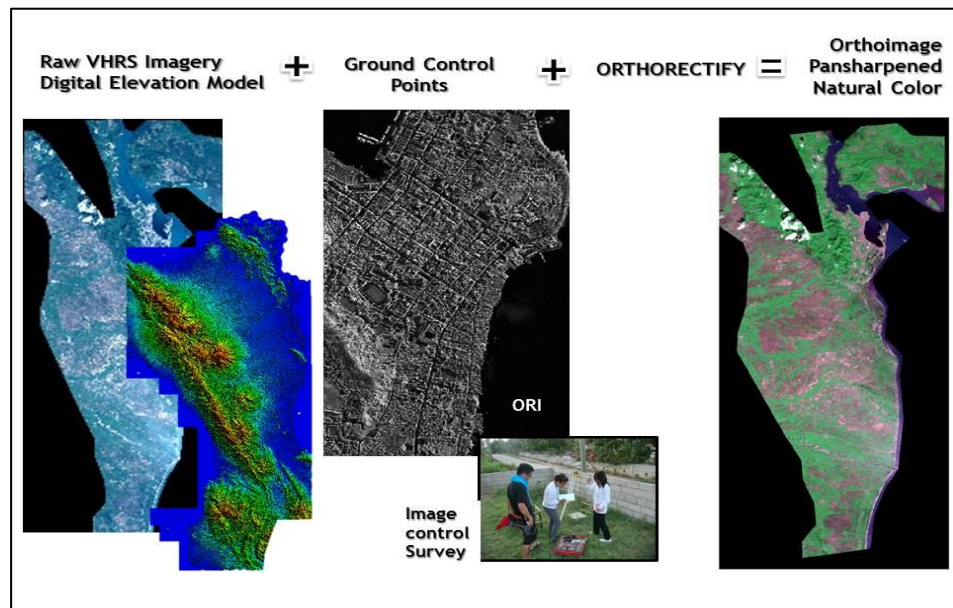 Raw VHRS Imagery
Digital Elevation Model
+
Ground Control
Points
+
ORTHORECTIFY
=
Orthoimage
Pansharpened
Natural Color
ORI
Image
control
Survey